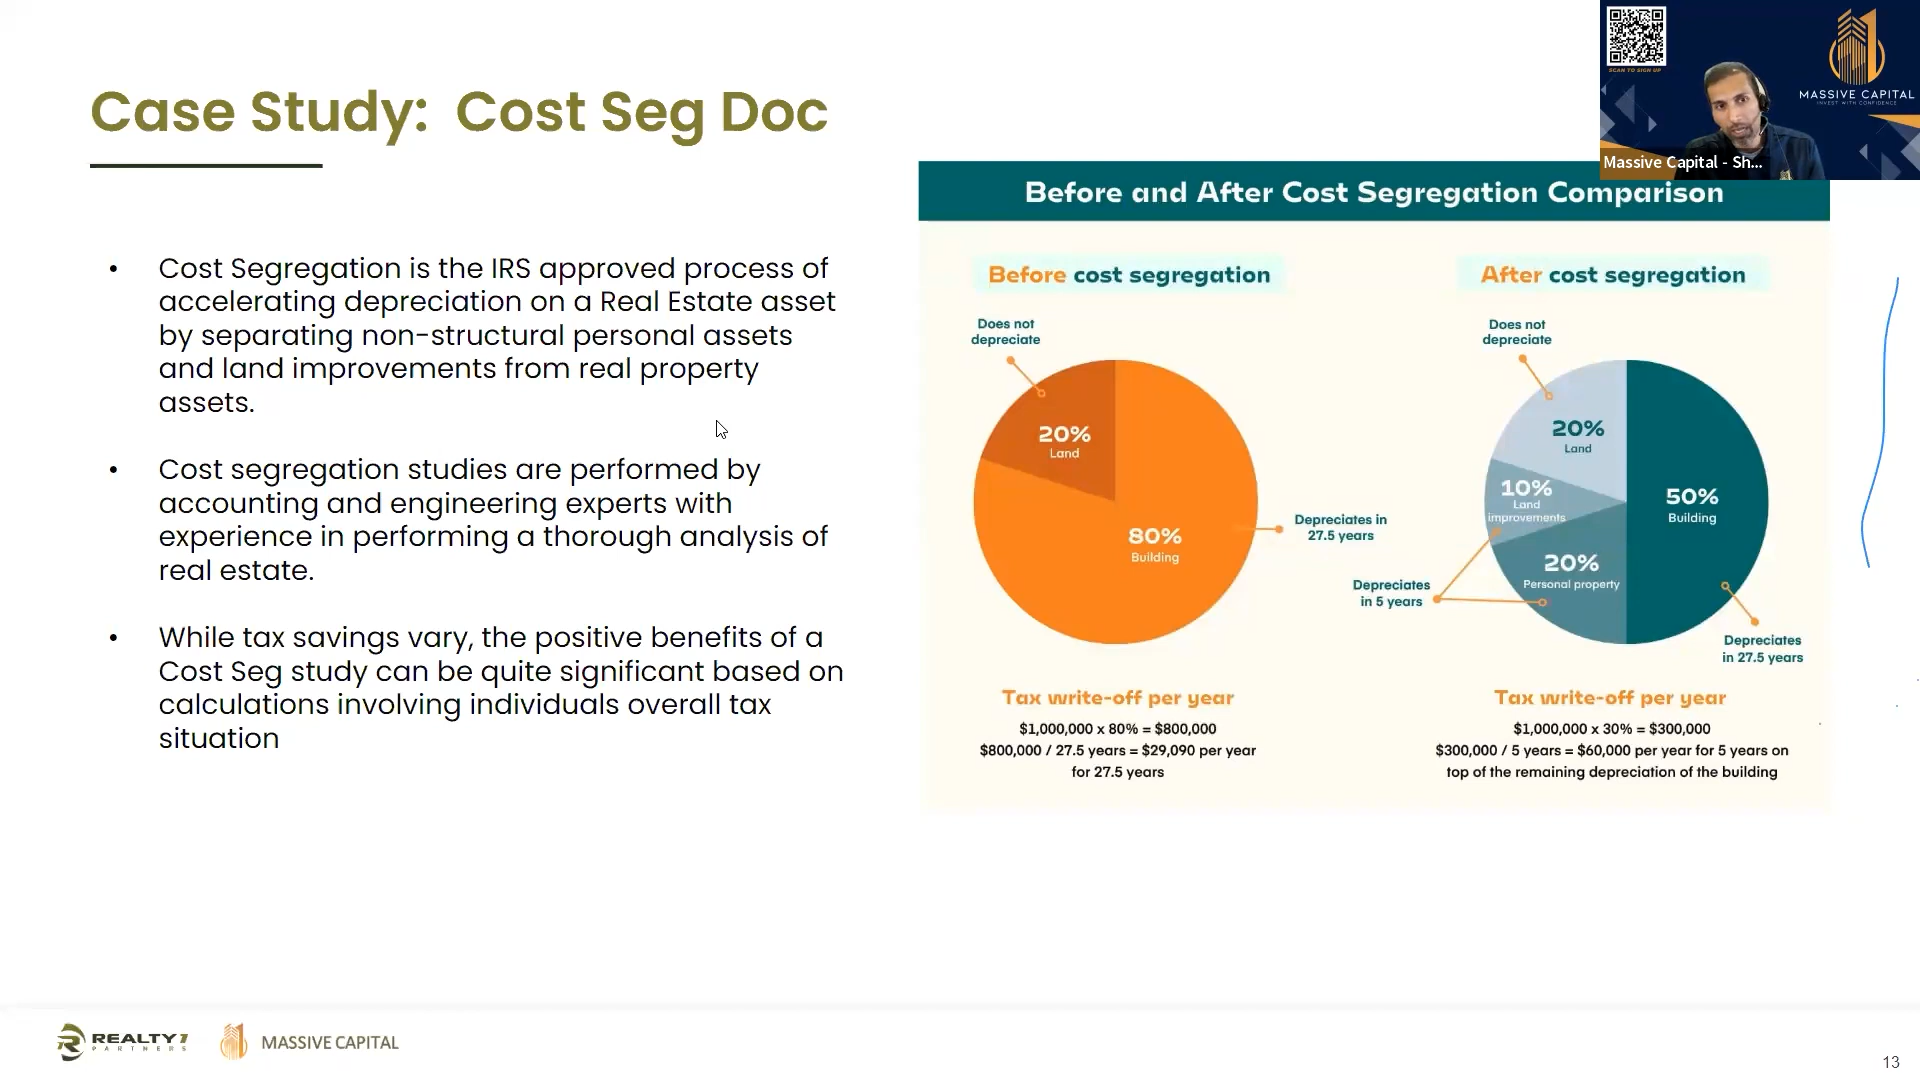 Case Study:  Cost Seg Doc
• Cost Segregation is the IRS approved process of
accelerating depreciation on a Real Estate asset
by separating non-structural personal assets
and land improvements from real property
assets.
• Cost segregation studies are performed by
accounting and engineering experts with
experience in performing a thorough analysis of
real estate.
• While tax savings vary, the positive benefits of a
Cost Seg study can be quite significant based on
calculations involving individuals overall tax
situation
SCAN TO SIGN UP
MASSIVE CAPITAL
INVEST WITH CONFIDENCE
Massive Capital - Sh...
Before and After Cost Segregation Comparison
Before cost segregation
Does not
depreciate
20%
Land
80%
Building
Depreciates in
27.5 years
Tax write-off per year
$1,000,000 x 80% = $800,000
$800,000 / 27.5 years = $29,090 per year
for 27.5 years
After cost segregation
Does not
depreciate
20%
Land
10%
Land
improvements
20%
Personal property
50%
Building
Depreciates
in 5 years
Depreciates
in 27.5 years
Tax write-off per year
$1,000,000 x 30% = $300,000
$300,000 / 5 years = $60,000 per year for 5 years on
top of the remaining depreciation of the building
REALTY1
PARTNERS
MASSIVE CAPITAL
13